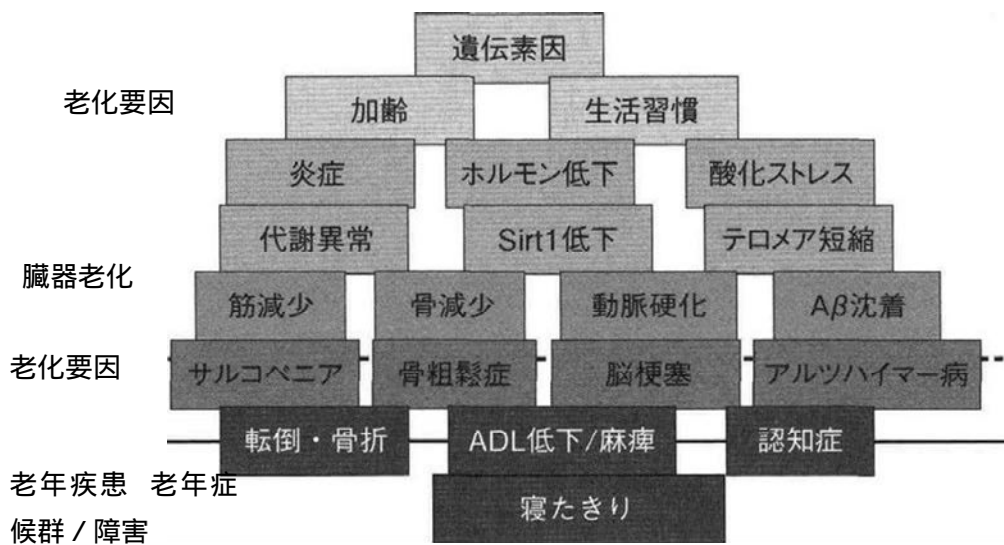 遺伝素因
老化要因
加齢
生活習慣
炎症
ホルモン低下
酸化ストレス
代謝異常
Sirt1低下
テロメア短縮
臓器老化
筋減少
骨減少
動脈硬化
Aβ沈着
老化要因
サルコペニア
骨粗鬆症
脳梗塞
アルツハイマー病
転倒・骨折
ADL低下/麻痺
認知症
老年疾患 老年症
候群 / 障害
寝たきり